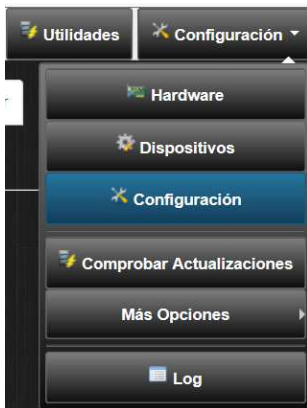 Utilidades
Configuración
Hardware
Dispositivos
Configuración
Comprobar Actualizaciones
Más Opciones
Log